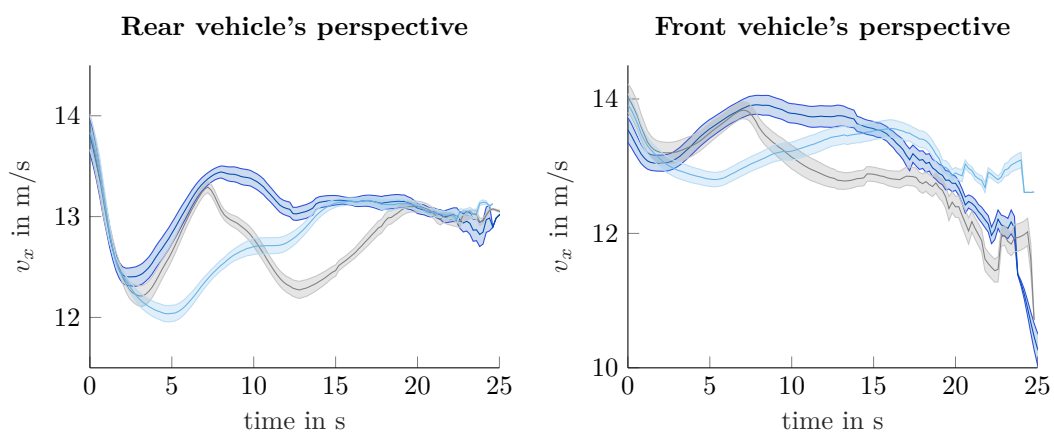 Rear vehicle's perspective
14
13
12
v_x in m/s
0 5 10 15 20 25
time in s
Front vehicle's perspective
14
12
10
v_x in m/s
0 5 10 15 20 25
time in s